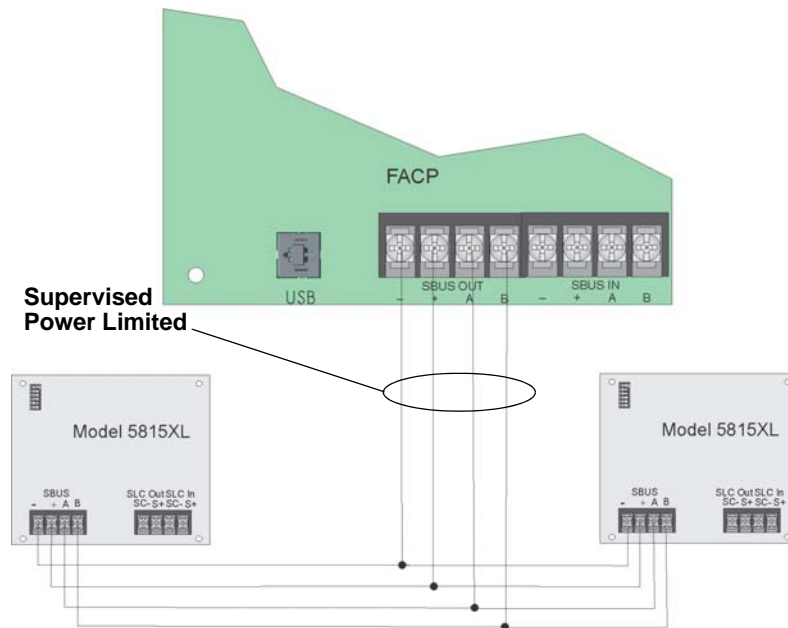 FACP
SBUS OUT SBUS IN
- + A B - + A B
USB
Supervised
Power Limited
Model 5815XL
SBUS
- + A B
SLC Out SLC In
SC- S+ SC- S+
Model 5815XL
SBUS
- + A B
SLC Out SLC In
SC- S+ SC- S+